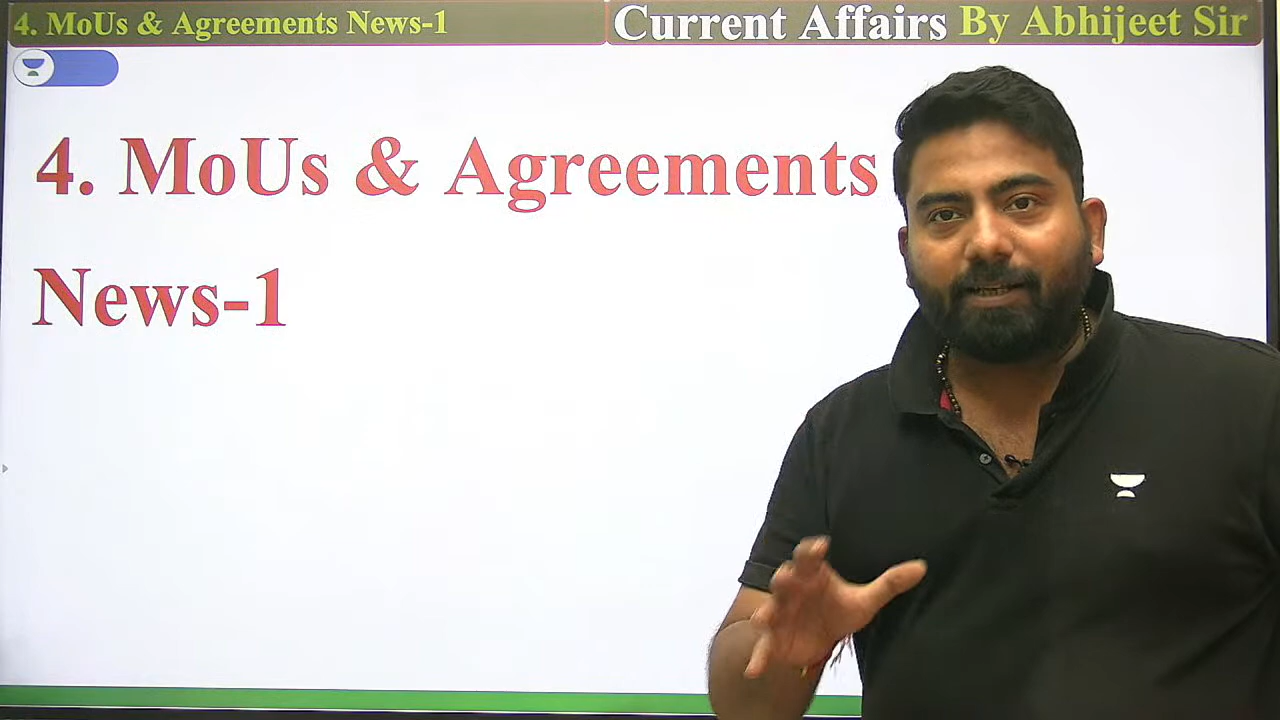 4. MoUs & Agreements News-1
Current Affairs By Abhijeet Sir
4. MoUs & Agreements
News-1